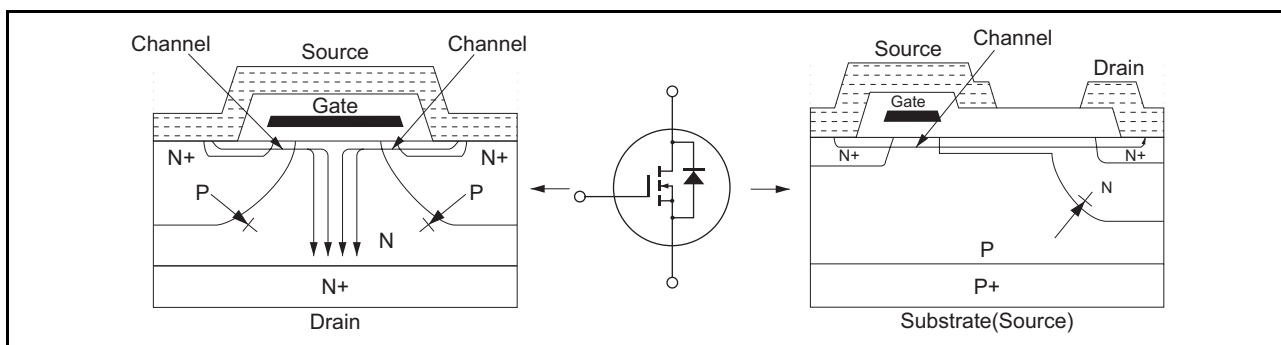 Channel
Source
Channel
Gate
N+
N+
P
P
N
N+
Drain
Source
Channel
Drain
Gate
N+
N+
N
P
P+
Substrate(Source)